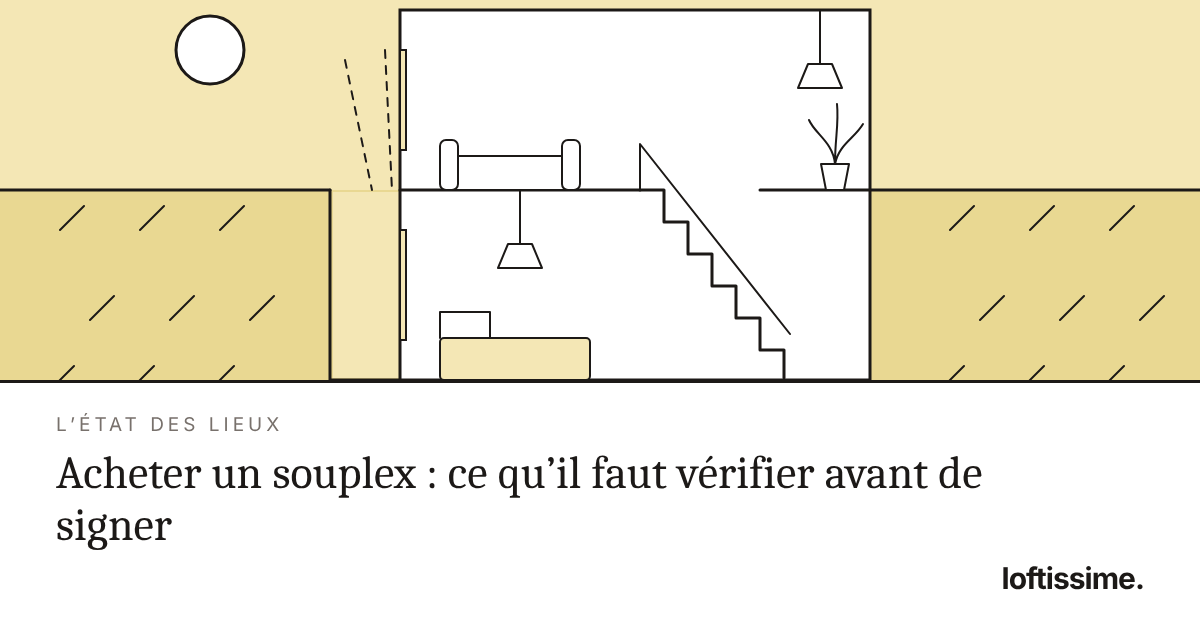 L’ÉTAT DES LIEUX
Acheter un souplex : ce qu’il faut vérifier avant de
signer
loftissime.